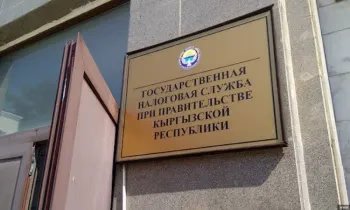 ГОСУДАРСТВЕННАЯ
НАЛОГОВАЯ СЛУЖБА
ПРИ ПРАВИТЕЛЬСТВЕ
КЫРГЫЗСКОЙ
РЕСПУБЛИКИ